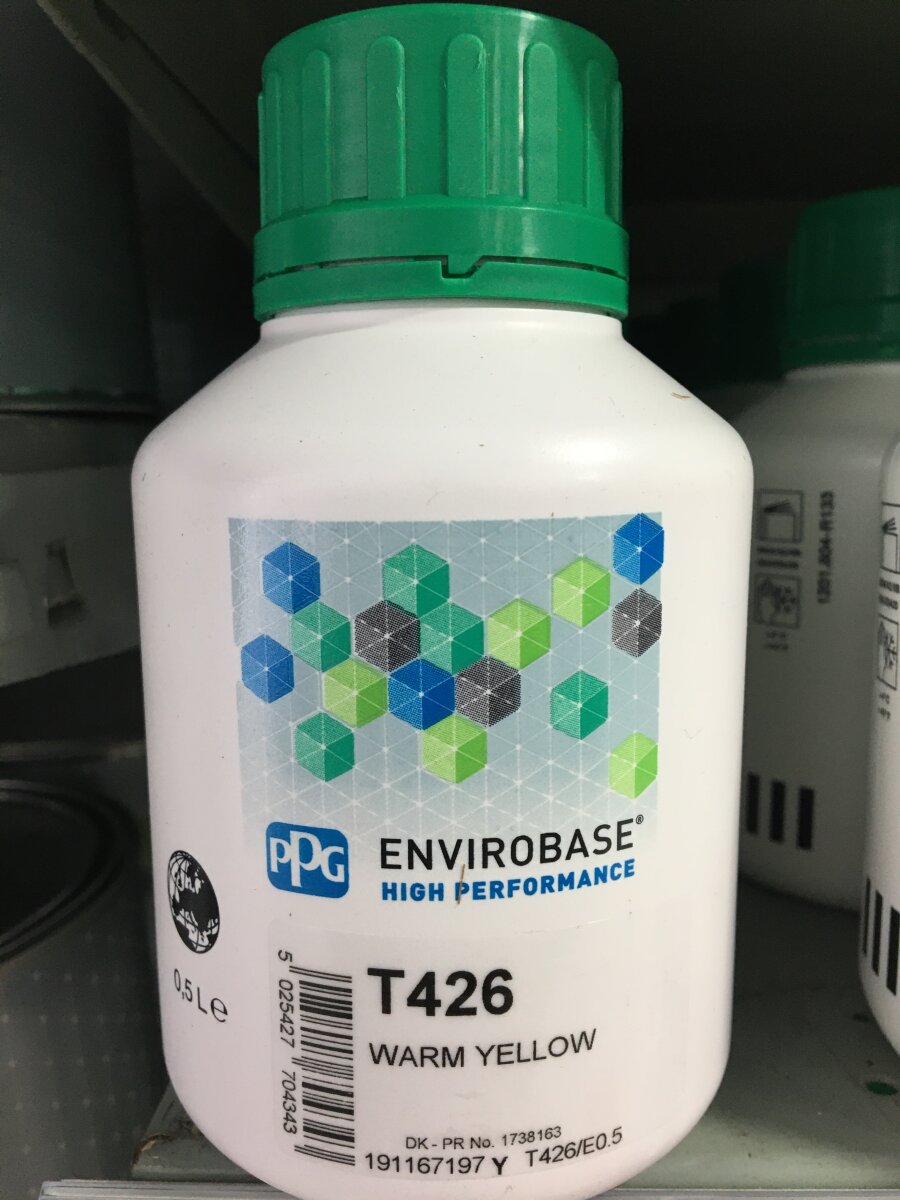 PPG
ENVIROBASE®
HIGH PERFORMANCE
0,5 L e
5 025427 704343
T426
WARM YELLOW
DK - PR No. 1738163
191167197 Y T426/E0.5